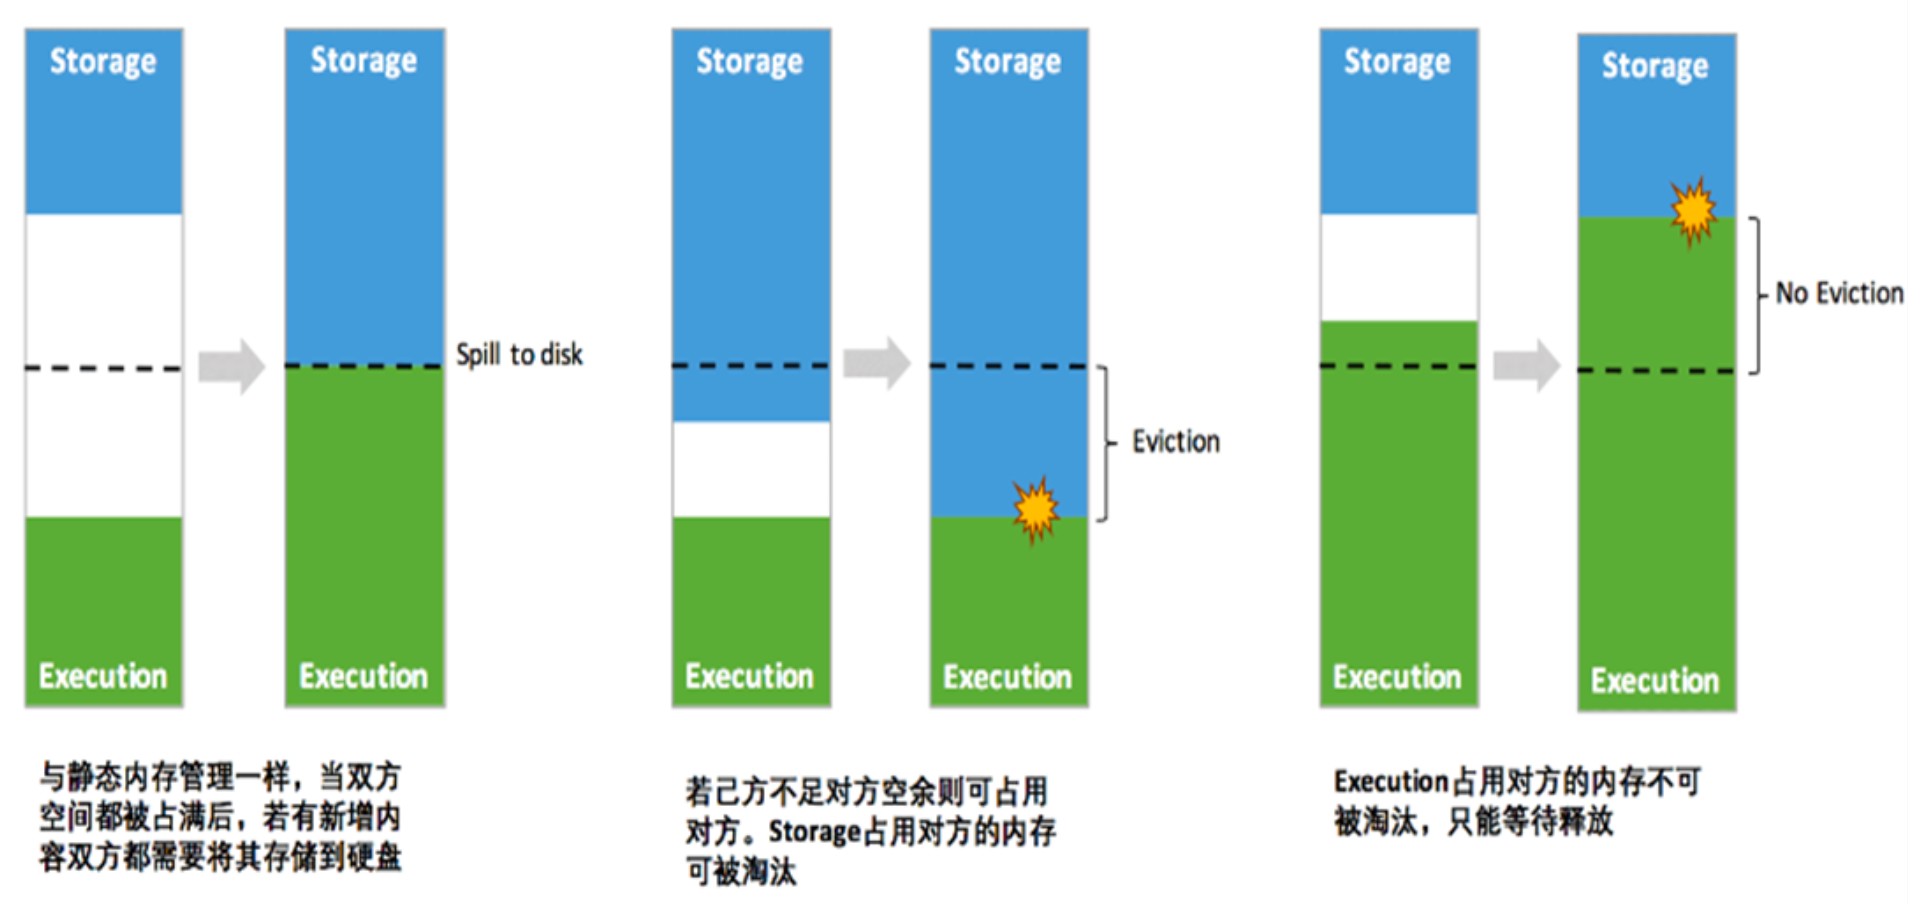 Storage
Storage
Spill to disk
Execution
Execution
与静态内存管理一样，当双方
空间都被占满后，若有新增内
容双方都需要将其存储到硬盘
Storage
Storage
Eviction
Execution
Execution
若己方不足对方空余则可占用
对方。Storage占用对方的内存
可被淘汰
Storage
Storage
No Eviction
Execution
Execution
Execution占用对方的内存不可
被淘汰，只能等待释放